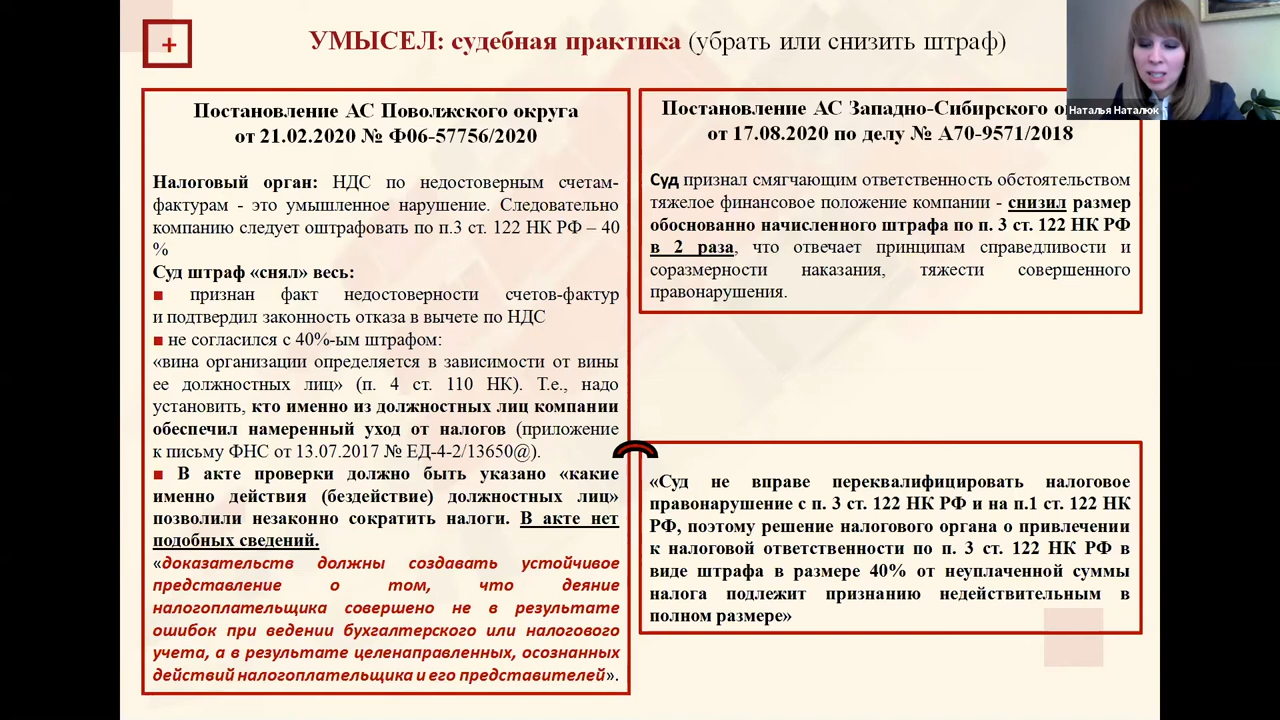 +
УМЫСЕЛ: судебная практика (убрать или снизить штраф)
Постановление АС Поволжского округа
от 21.02.2020 № Ф06-57756/2020
Налоговый орган: НДС по недостоверным счетам-
фактурам - это умышленное нарушение. Следовательно
компанию следует оштрафовать по п.3 ст. 122 НК РФ – 40
%
Суд штраф «снял» весь:
■ признан факт недостоверности счетов-фактур
и подтвердил законность отказа в вычете по НДС
■ не согласился с 40%-ым штрафом:
«вина организации определяется в зависимости от вины
ее должностных лиц» (п. 4 ст. 110 НК). Т.е., надо
установить, кто именно из должностных лиц компании
обеспечил намеренный уход от налогов (приложение
к письму ФНС от 13.07.2017 № ЕД-4-2/13650@).
■ В акте проверки должно быть указано «какие
именно действия (бездействие) должностных лиц»
позволили незаконно сократить налоги. В акте нет
подобных сведений.
«доказательств должны создавать устойчивое
представление о том, что деяние
налогоплательщика совершено не в результате
ошибок при ведении бухгалтерского или налогового
учета, а в результате целенаправленных, осознанных
действий налогоплательщика и его представителей».
Постановление АС Западно-Сибирского
от 17.08.2020 по делу № А70-9571/2018
Суд признал смягчающим ответственность обстоятельством
тяжелое финансовое положение компании - снизил размер
обоснованно начисленного штрафа по п. 3 ст. 122 НК РФ
в 2 раза, что отвечает принципам справедливости и
соразмерности наказания, тяжести совершенного
правонарушения.
«Суд не вправе переквалифицировать налоговое
правонарушение с п. 3 ст. 122 НК РФ и на п.1 ст. 122 НК
РФ, поэтому решение налогового органа о привлечении
к налоговой ответственности по п. 3 ст. 122 НК РФ в
виде штрафа в размере 40% от неуплаченной суммы
налога подлежит признанию недействительным в
полном размере»
Наталья Наталюк